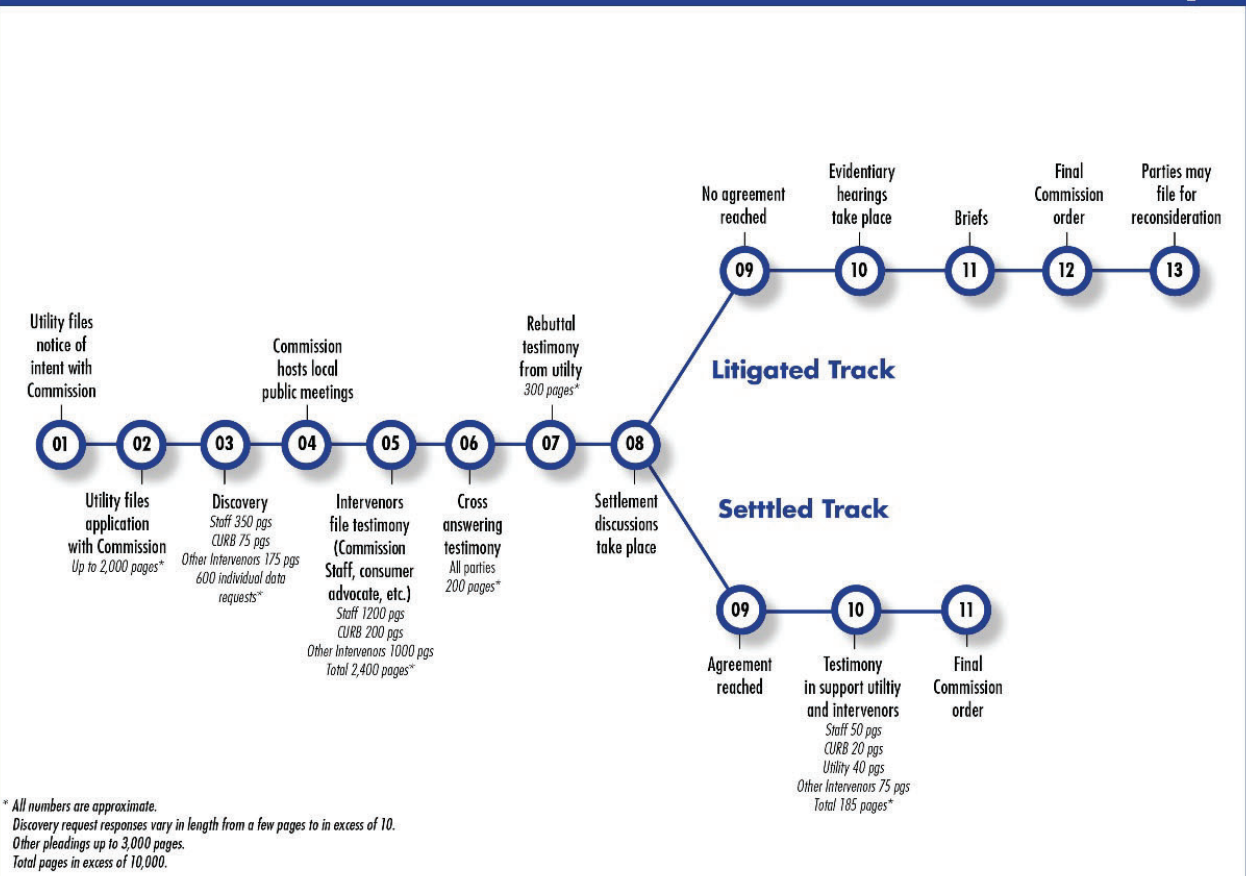 Utility files
notice of
intent with
Commission
01
02
Utility files
application
with Commission
Up to 2,000 pages*
03
Discovery
Staff 350 pgs
CURB 75 pgs
Other Intervenors 175 pgs
600 individual data
requests*
Commission
hosts local
public meetings
04
05
Intervenors
file testimony
(Commission
Staff, consumer
advocate, etc.)
Staff 1200 pgs
CURB 200 pgs
Other Intervenors 1000 pgs
Total 2,400 pages*
06
Cross
answering
testimony
All parties
200 pages*
Rebuttal
testimony
from utilty
300 pages*
07
08
Settlement
discussions
take place
Litigated Track
No agreement
reached
09
Evidentiary
hearings
take place
10
Briefs
11
Final
Commission
order
12
Parties may
file for
reconsideration
13
Setttled Track
09
Agreement
reached
10
Testimony
in support utiltiy
and intervenors
Staff 50 pgs
CURB 20 pgs
Utility 40 pgs
Other Intervenors 75 pgs
Total 185 pages*
11
Final
Commission
order
* All numbers are approximate.
Discovery request responses vary in length from a few pages to in excess of 10.
Other pleadings up to 3,000 pages.
Total pages in excess of 10,000.